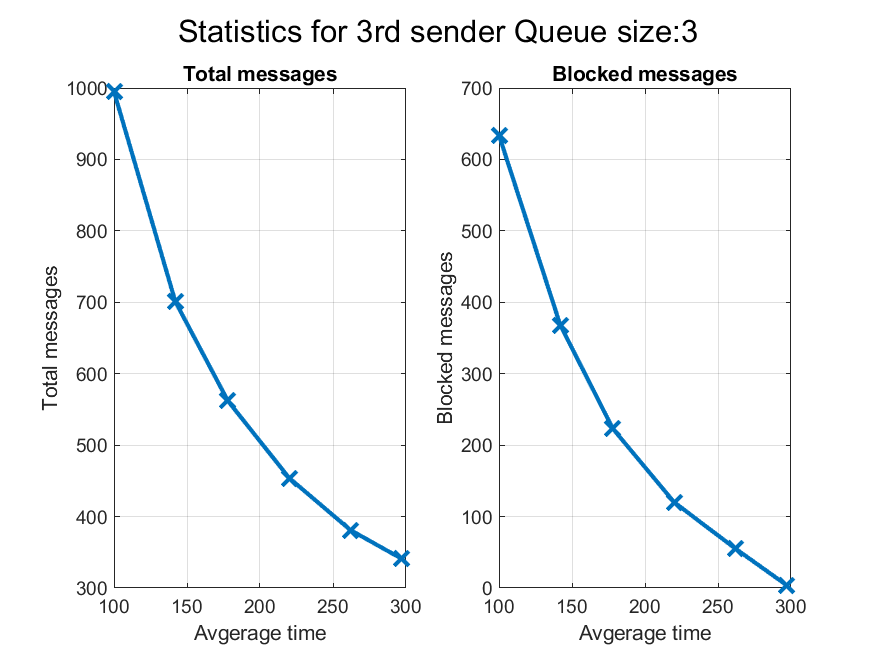 Statistics for 3rd sender Queue size:3
Total messages
1000
900
800
700
600
500
400
300
Total messages
100 150 200 250 300
Avgerage time
Blocked messages
700
600
500
400
300
200
100
0
Blocked messages
100 150 200 250 300
Avgerage time